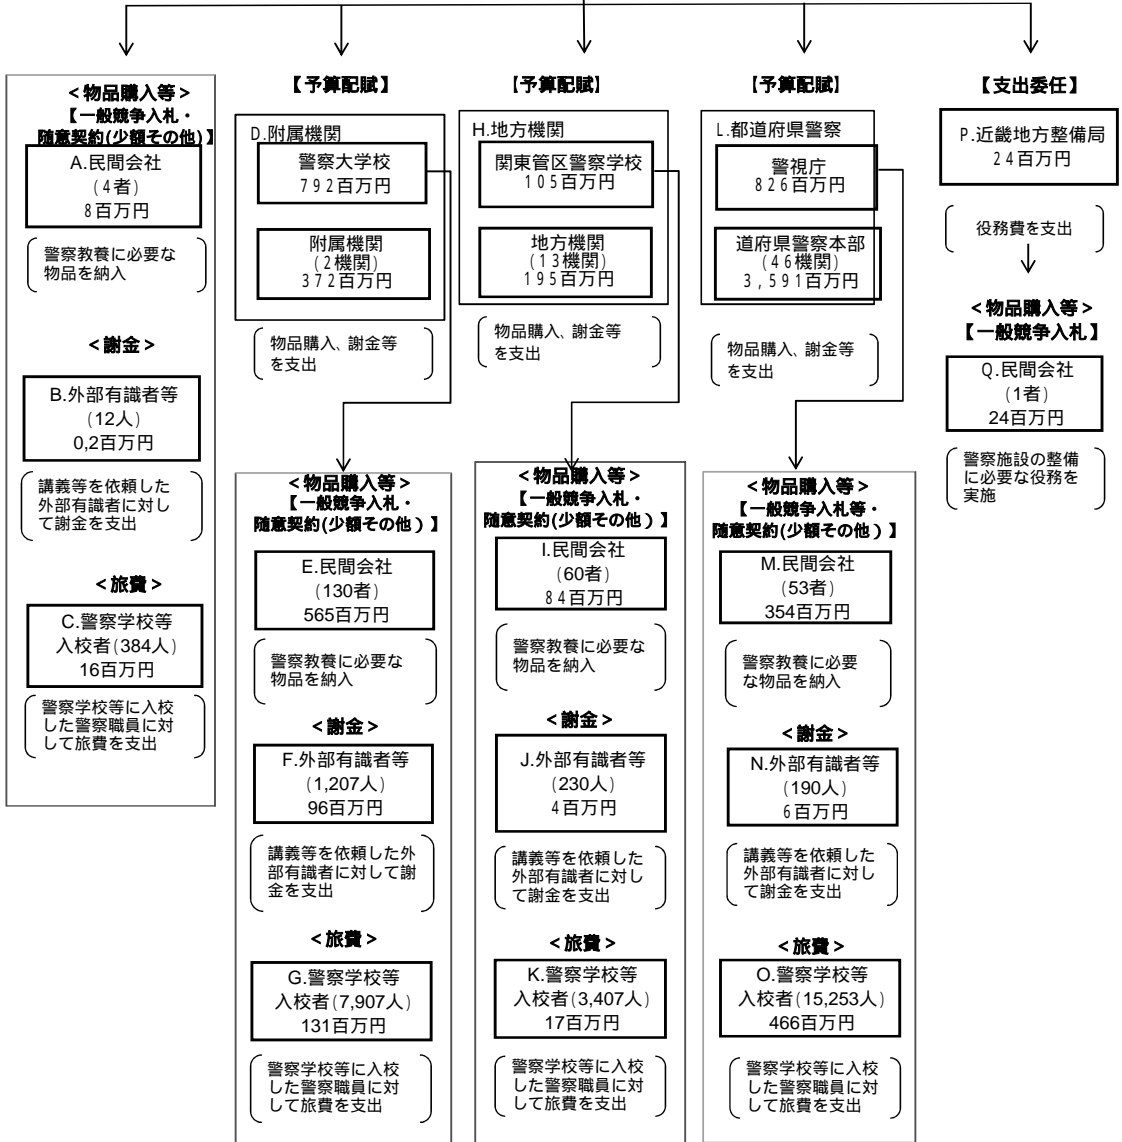 ＜物品購入等＞
【一般競争入札・
随意契約(少額その他)】
A.民間会社
(4者)
8百万円
警察教養に必要な
物品を納入
＜謝金＞
B.外部有識者等
(12人)
0,2百万円
講義等を依頼した
外部有識者に対し
て謝金を支出
＜旅費＞
C.警察学校等
入校者(384人)
16百万円
警察学校等に入校
した警察職員に対
して旅費を支出
【予算配賦】
D.附属機関
警察大学校
792百万円
附属機関
(2機関)
372百万円
物品購入、謝金等
を支出
＜物品購入等＞
【一般競争入札・
随意契約(少額その他)】
E.民間会社
(130者)
565百万円
警察教養に必要な
物品を納入
＜謝金＞
F.外部有識者等
(1,207人)
96百万円
講義等を依頼した外
部有識者に対して謝
金を支出
＜旅費＞
G.警察学校等
入校者(7,907人)
131百万円
警察学校等に入校
した警察職員に対
して旅費を支出
【予算配賦】
H.地方機関
関東管区警察学校
105百万円
地方機関
(13機関)
195百万円
物品購入、謝金等
を支出
＜物品購入等＞
【一般競争入札・
随意契約(少額その他)】
I.民間会社
(60者)
84百万円
警察教養に必要な
物品を納入
＜謝金＞
J.外部有識者等
(230人)
4百万円
講義等を依頼した
外部有識者に対し
て謝金を支出
＜旅費＞
K.警察学校等
入校者(3,407人)
17百万円
警察学校等に入校
した警察職員に対
して旅費を支出
【予算配賦】
L.都道府県警察
警視庁
826百万円
道府県警察本部
(46機関)
3,591百万円
物品購入、謝金等
を支出
＜物品購入等＞
【一般競争入札等・
随意契約(少額その他)】
M.民間会社
(53者)
354百万円
警察教養に必要
な物品を納入
＜謝金＞
N.外部有識者等
(190人)
6百万円
講義等を依頼した
外部有識者に対し
て謝金を支出
＜旅費＞
O.警察学校等
入校者(15,253人)
466百万円
警察学校等に入校
した警察職員に対
して旅費を支出
【支出委任】
P.近畿地方整備局
24百万円
役務費を支出
＜物品購入等＞
【一般競争入札】
Q.民間会社
(1者)
24百万円
警察施設の整備
に必要な役務を
実施